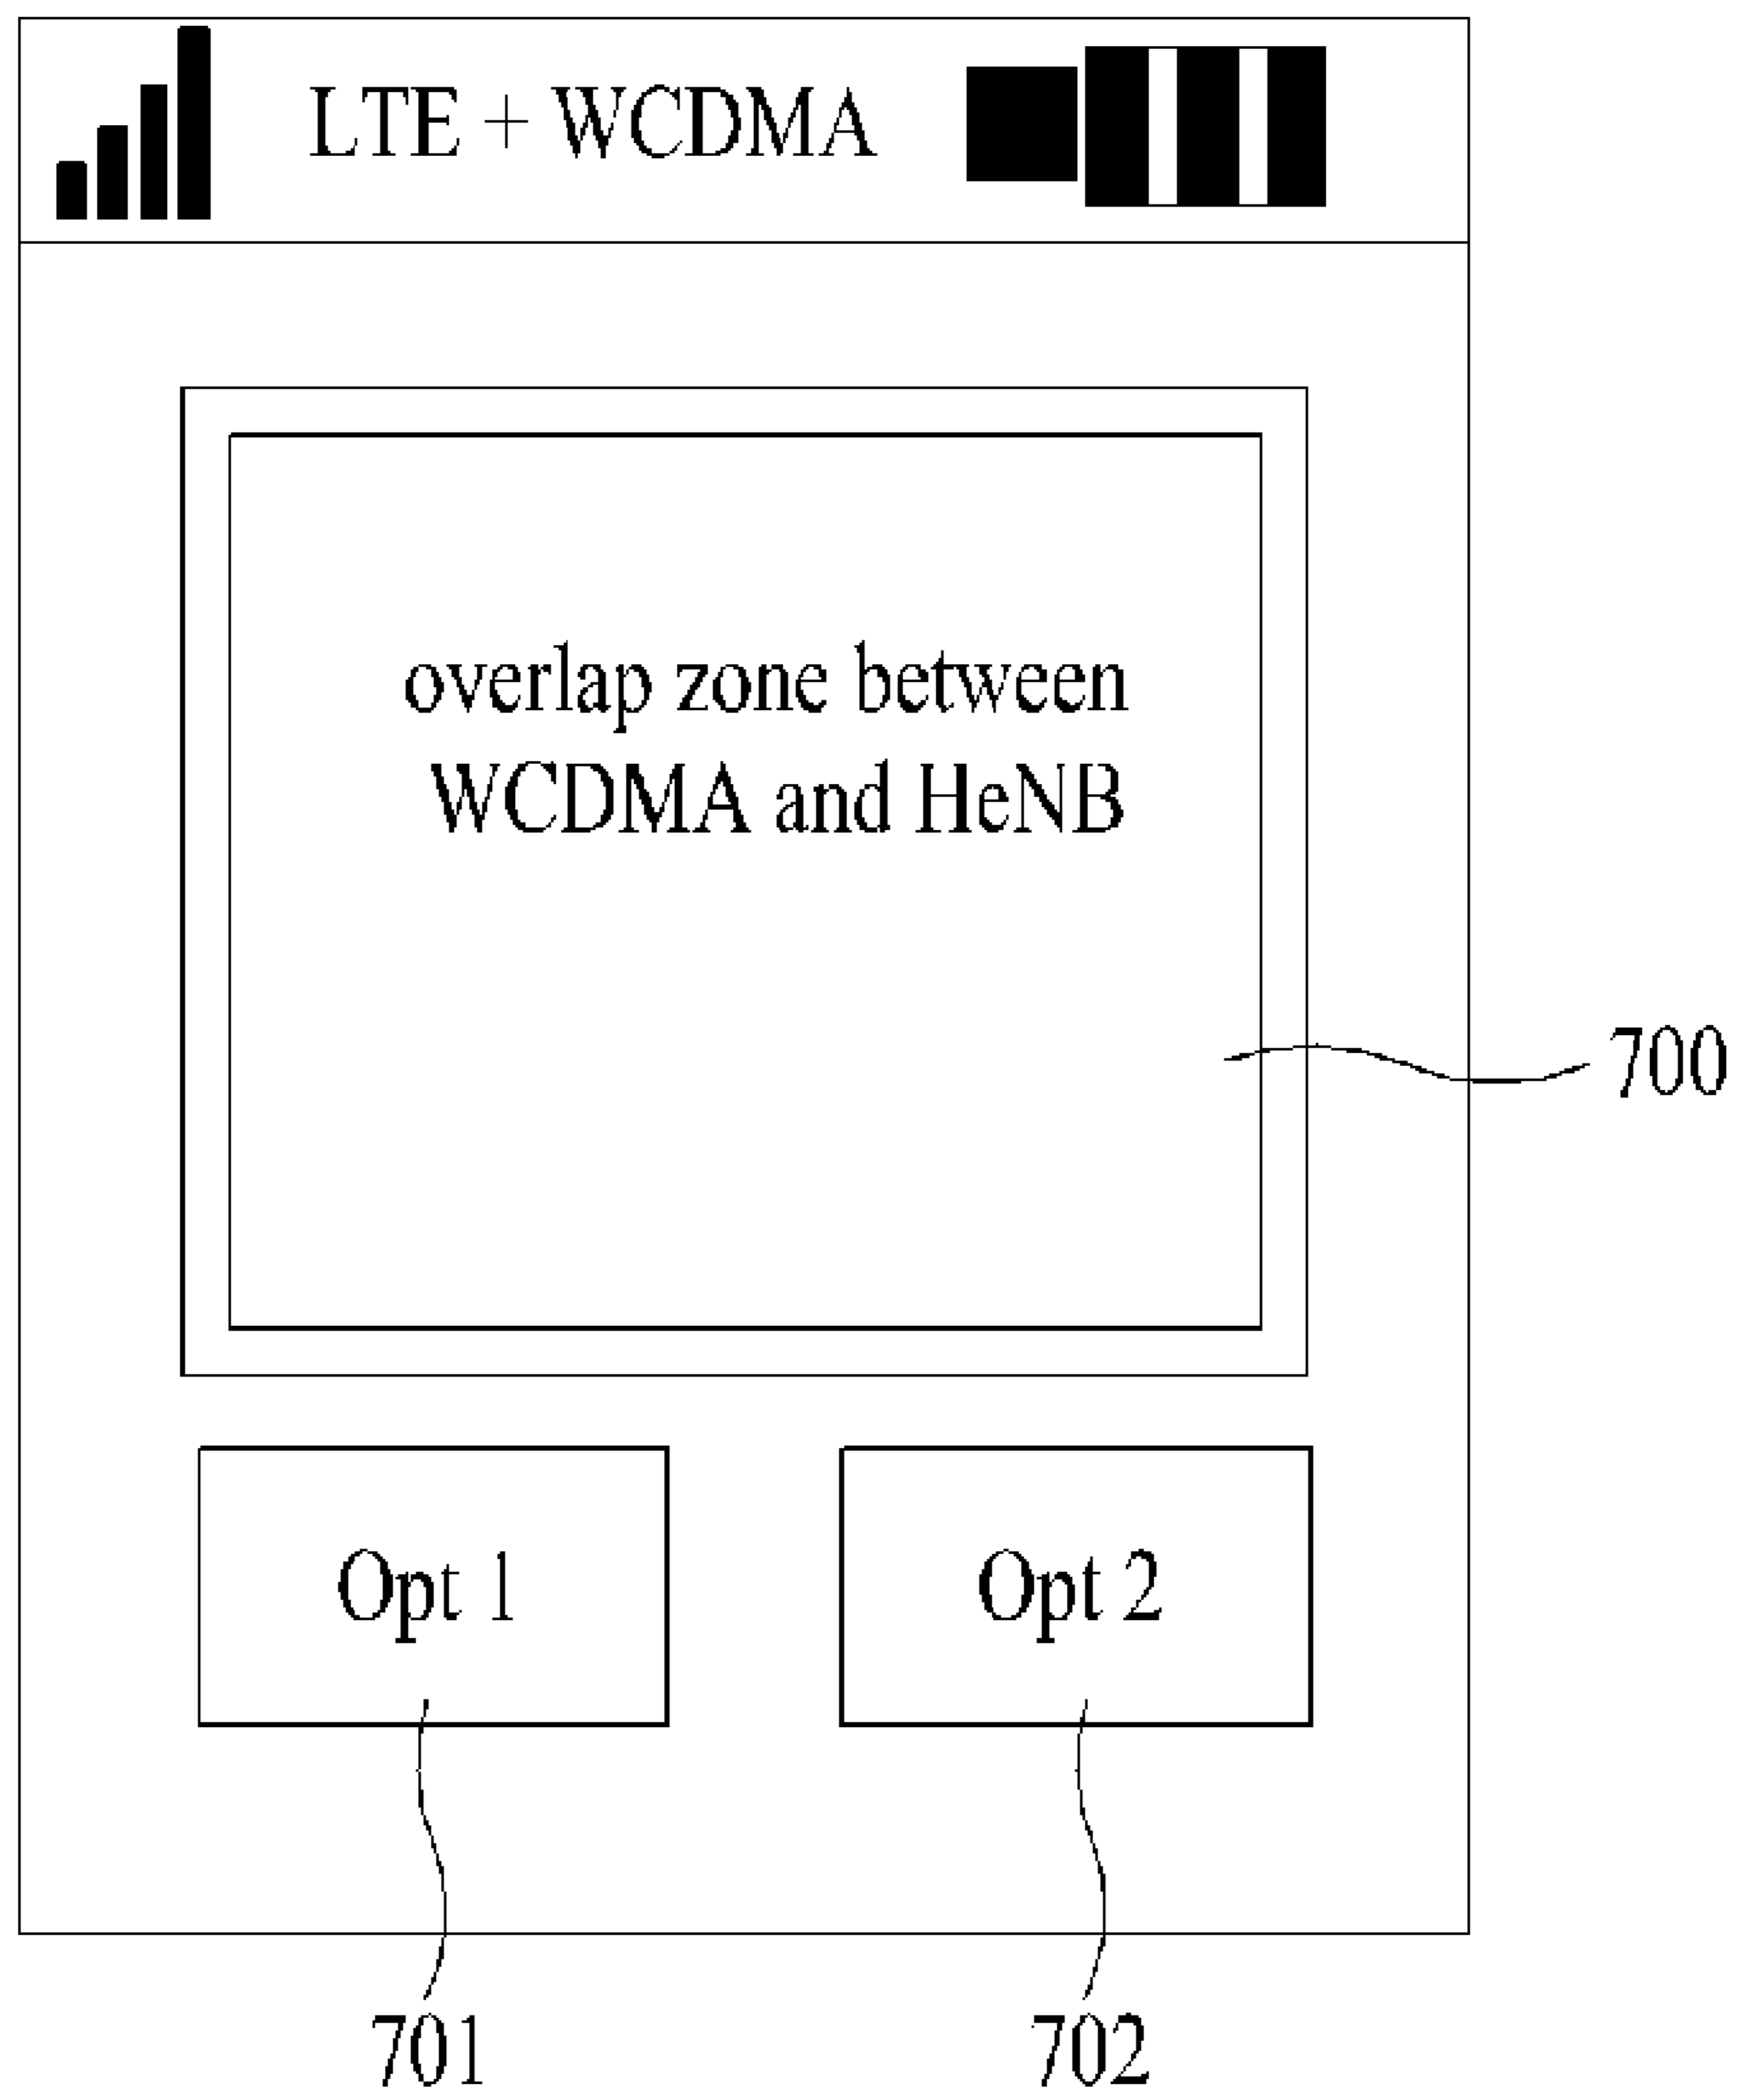 LTE + WCDMA
overlap zone between
WCDMA and HeNB
700
Opt 1
Opt 2
701
702